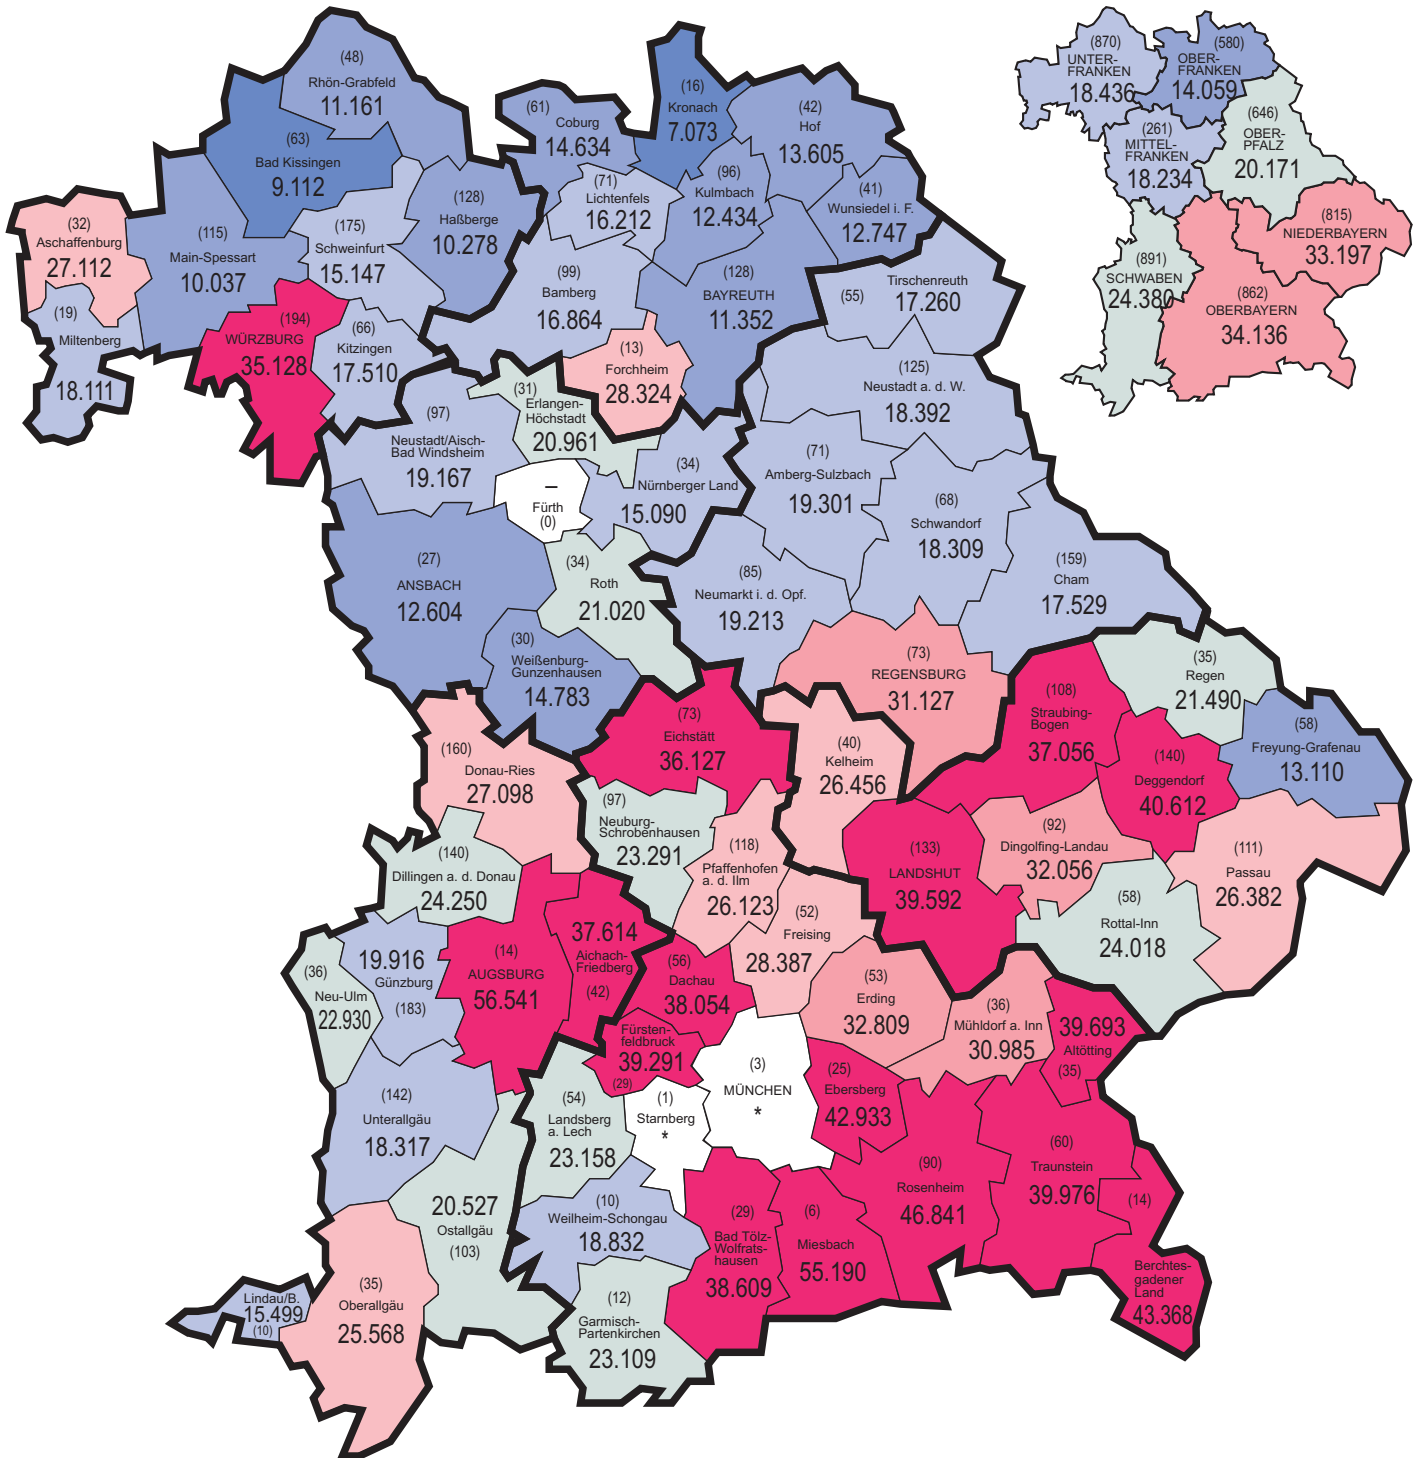 (48)
Rhön-Grabfeld
11.161
(63)
Bad Kissingen
9.112
(32)
Aschaffenburg
27.112
(115)
Main-Spessart
10.037
(175)
Schweinfurt
15.147
(128)
Haßberge
10.278
(19)
Miltenberg
18.111
(194)
WÜRZBURG
35.128
(66)
Kitzingen
17.510
(61)
Coburg
14.634
(16)
Kronach
7.073
(42)
Hof
13.605
(71)
Lichtenfels
16.212
(96)
Kulmbach
12.434
(41)
Wunsiedel i. F.
12.747
(99)
Bamberg
16.864
(128)
BAYREUTH
11.352
(13)
Forchheim
28.324
(55)
Tirschenreuth
17.260
(125)
Neustadt a. d. W.
18.392
(71)
Amberg-Sulzbach
19.301
(68)
Schwandorf
18.309
(159)
Cham
17.529
(85)
Neumarkt i. d. Opf.
19.213
(73)
REGENSBURG
31.127
(97)
Neustadt/Aisch-
Bad Windsheim
19.167
(31)
Erlangen-
Höchstadt
20.961
–
Fürth
(0)
(34)
Nürnberger Land
15.090
(27)
ANSBACH
12.604
(34)
Roth
21.020
(30)
Weißenburg-
Gunzenhausen
14.783
(73)
Eichstätt
36.127
(40)
Kelheim
26.456
(108)
Straubing-
Bogen
37.056
(35)
Regen
21.490
(58)
Freyung-Grafenau
13.110
(140)
Deggendorf
40.612
(92)
Dingolfing-Landau
32.056
(111)
Passau
26.382
(133)
LANDSHUT
39.592
(58)
Rottal-Inn
24.018
(160)
Donau-Ries
27.098
(140)
Dillingen a. d. Donau
24.250
(97)
Neuburg-
Schrobenhausen
23.291
(118)
Pfaffenhofen
a. d. Ilm
26.123
(52)
Freising
28.387
(36)
Neu-Ulm
22.930
19.916
Günzburg
(183)
(14)
AUGSBURG
56.541
37.614
Aichach-
Friedberg
(42)
(56)
Dachau
38.054
(53)
Erding
32.809
(36)
Mühldorf a. Inn
30.985
39.693
Altötting
(35)
Fürsten-
feldbruck
39.291
(29)
(3)
MÜNCHEN
*
(25)
Ebersberg
42.933
(1)
Starnberg
*
(54)
Landsberg
a. Lech
23.158
(142)
Unterallgäu
18.317
20.527
Ostallgäu
(103)
(10)
Weilheim-Schongau
18.832
(29)
Bad Tölz-
Wolfrats-
hausen
38.609
(6)
Miesbach
55.190
(90)
Rosenheim
46.841
(60)
Traunstein
39.976
(14)
Berchtes-
gadener
Land
43.368
(12)
Garmisch-
Partenkirchen
23.109
Lindau/B.
15.499
(10)
(35)
Oberallgäu
25.568
(870)
UNTER-
FRANKEN
18.436
(580)
OBER-
FRANKEN
14.059
(261)
MITTEL-
FRANKEN
18.234
(646)
OBER-
PFALZ
20.171
(815)
NIEDERBAYERN
33.197
(891)
SCHWABEN
24.380
(862)
OBERBAYERN
34.136